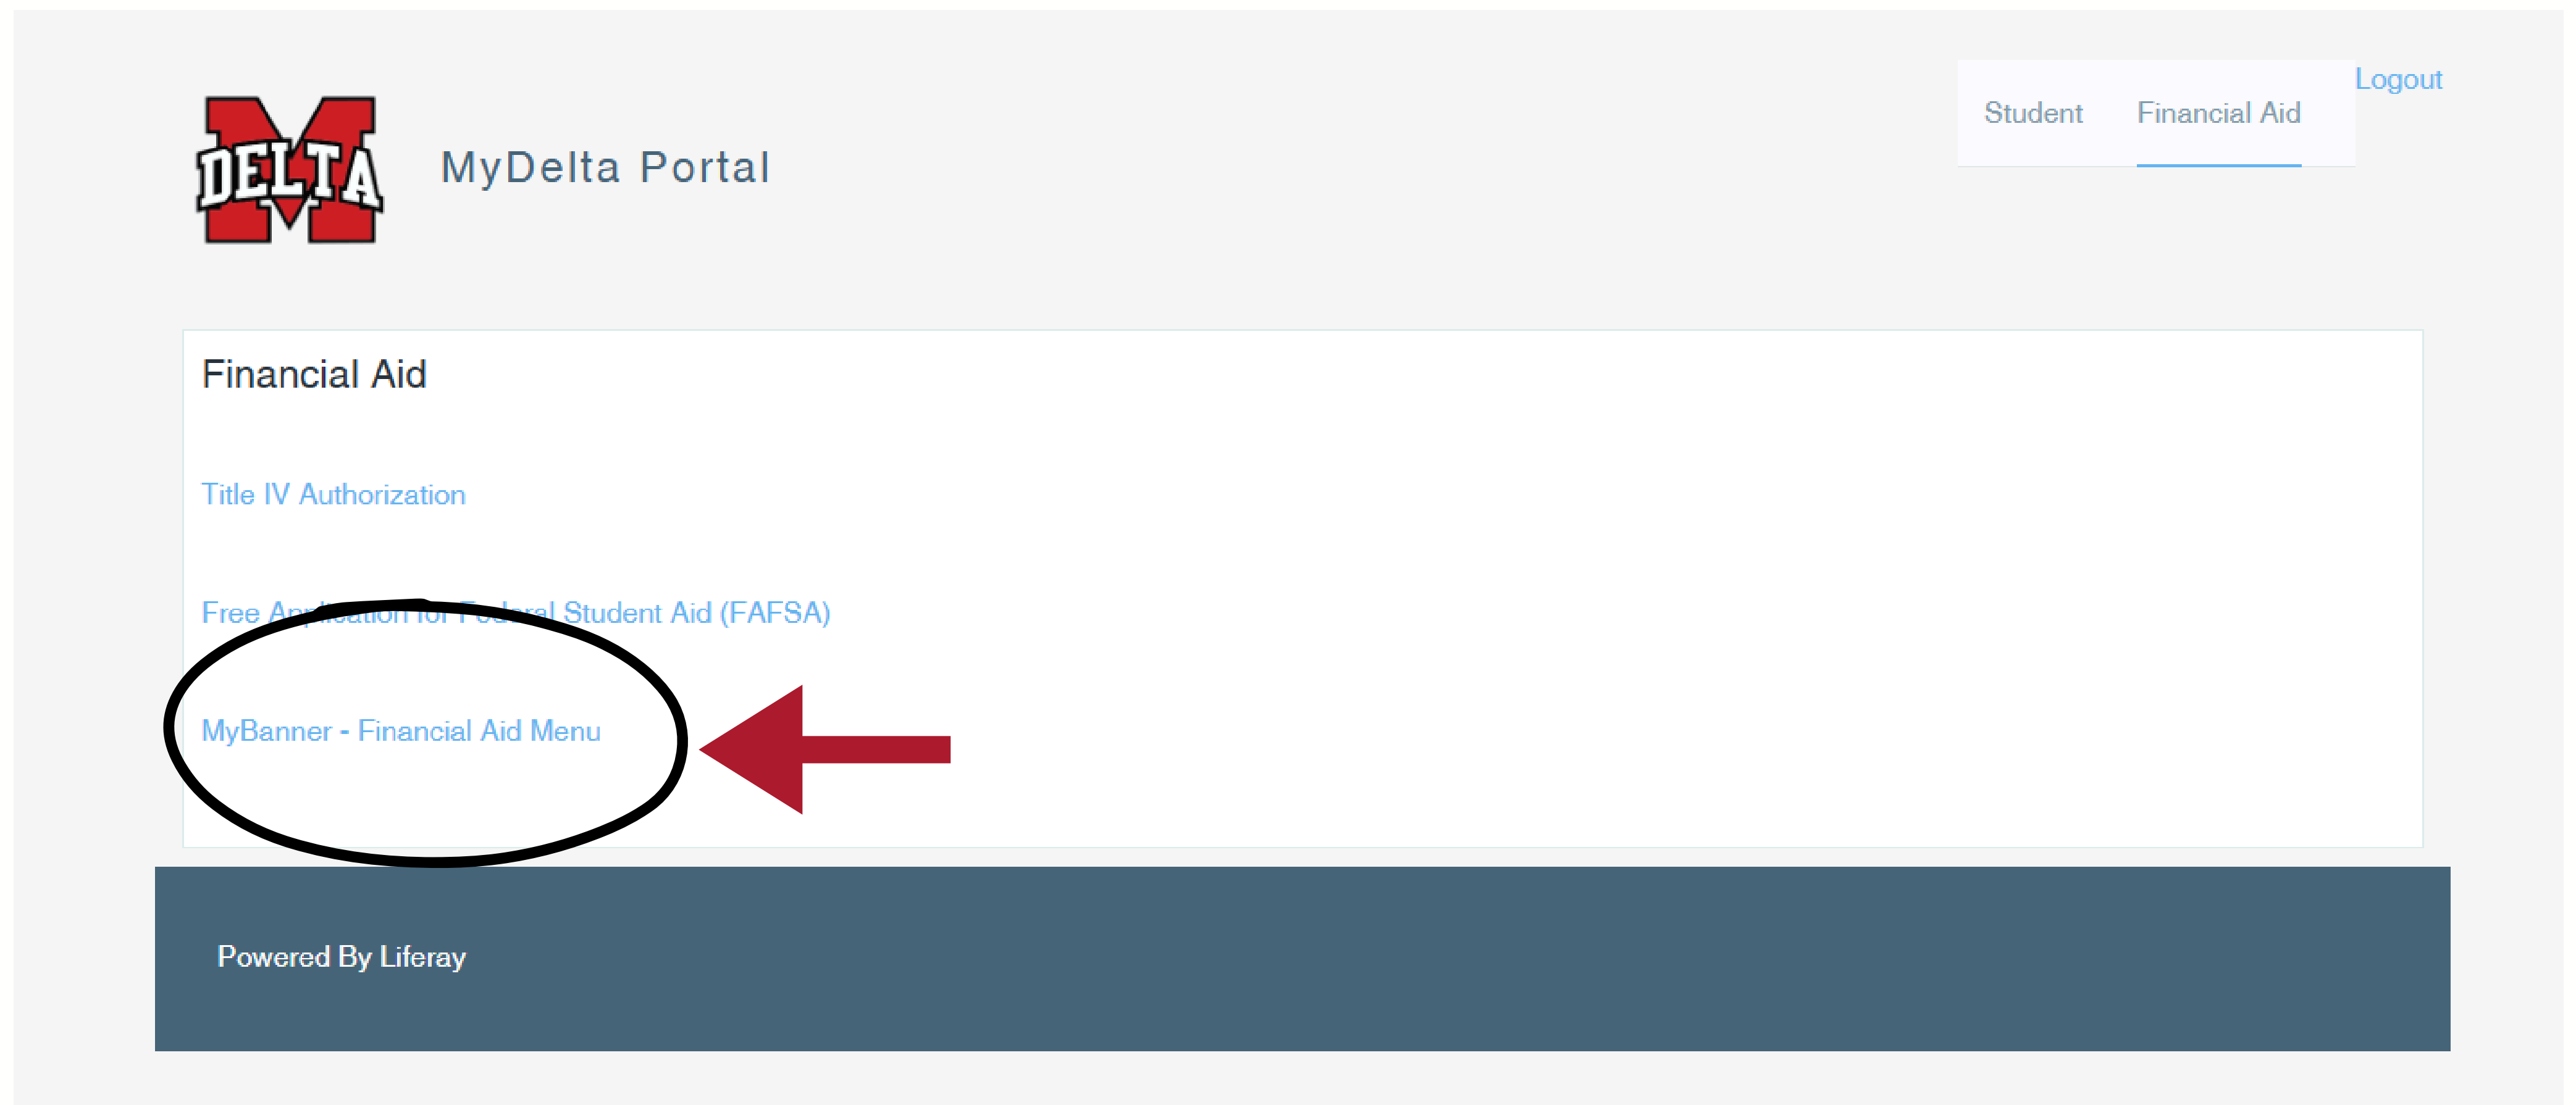 DELTA
MyDelta Portal
Student Financial Aid
Logout
Financial Aid
Title IV Authorization
Free Application for Federal Student Aid (FAFSA)
MyBanner - Financial Aid Menu
Powered By Liferay